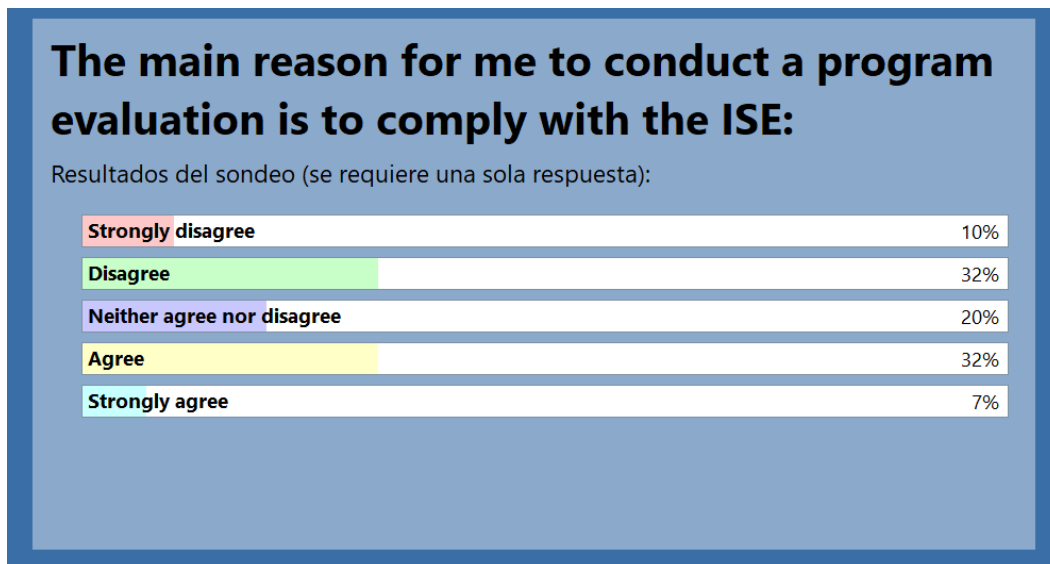 The main reason for me to conduct a program
evaluation is to comply with the ISE:
Resultados del sondeo (se requiere una sola respuesta):
Strongly disagree 10%
Disagree 32%
Neither agree nor disagree 20%
Agree 32%
Strongly agree 7%